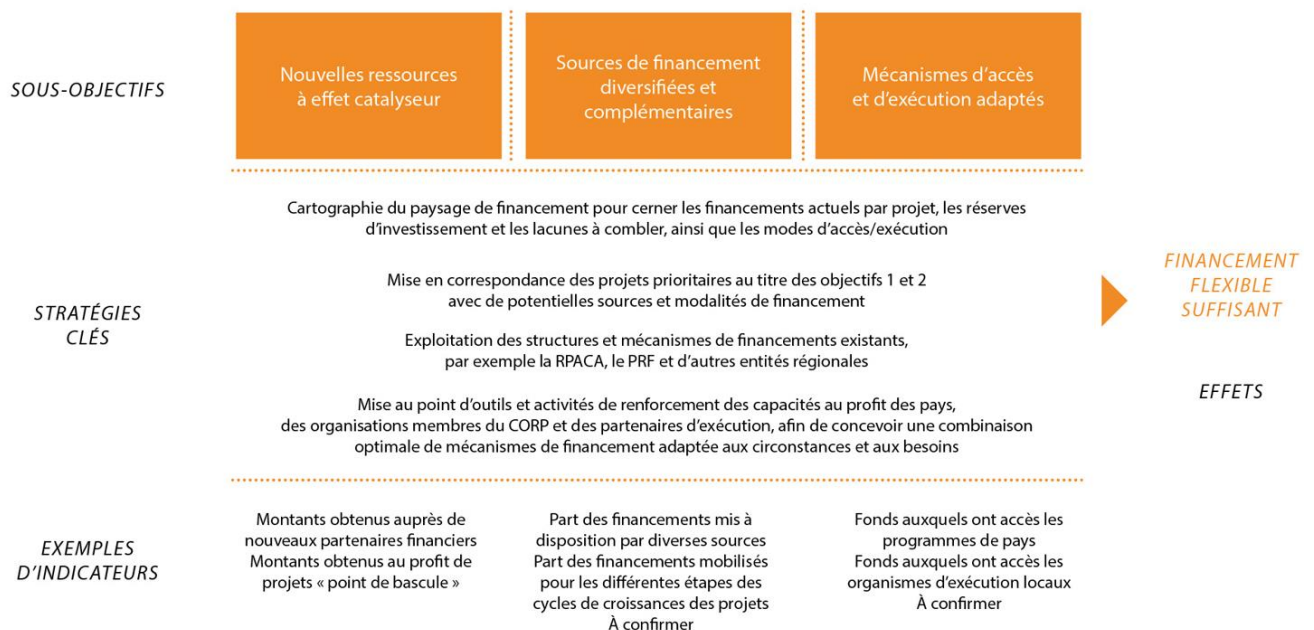 SOUS-OBJECTIFS
Nouvelles ressources
à effet catalyseur
Sources de financement
diversifiées et
complémentaires
Mécanismes d'accès
et d'exécution adaptés
STRATÉGIES
CLÉS
Cartographie du paysage de financement pour cerner les financements actuels par projet, les réserves
d'investissement et les lacunes à combler, ainsi que les modes d'accès/exécution
Mise en correspondance des projets prioritaires au titre des objectifs 1 et 2
avec de potentielles sources et modalités de financement
Exploitation des structures et mécanismes de financements existants,
par exemple la RPACA, le PRF et d'autres entités régionales
Mise au point d'outils et activités de renforcement des capacités au profit des pays,
des organisations membres du CORP et des partenaires d'exécution, afin de concevoir une combinaison
optimale de mécanismes de financement adaptée aux circonstances et aux besoins
FINANCEMENT
FLEXIBLE
SUFFISANT
EFFETS
EXEMPLES
D'INDICATEURS
Montants obtenus auprès de
nouveaux partenaires financiers
Montants obtenus au profit de
projets « point de bascule »
Part des financements mis à
disposition par diverses sources
Part des financements mobilisés
pour les différentes étapes des
cycles de croissances des projets
À confirmer
Fonds auxquels ont accès les
programmes de pays
Fonds auxquels ont accès les
organismes d'exécution locaux
À confirmer